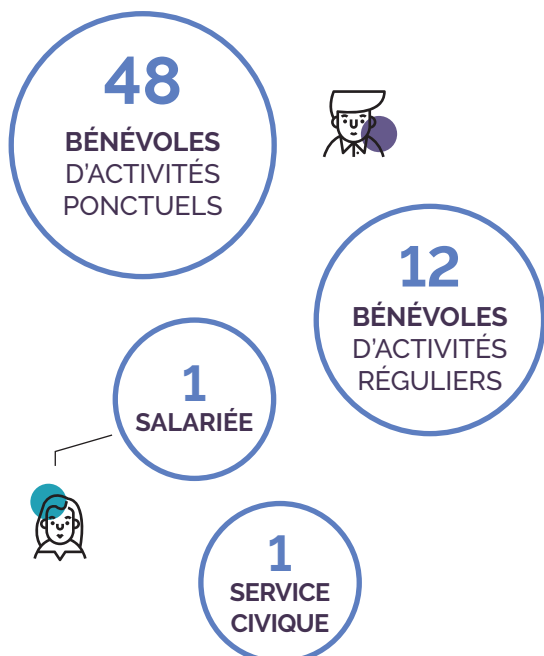 48
BÉNÉVOLES
D'ACTIVITÉS
PONCTUELS
12
BÉNÉVOLES
D'ACTIVITÉS
RÉGULIERS
1
SALARIÉE
1
SERVICE
CIVIQUE